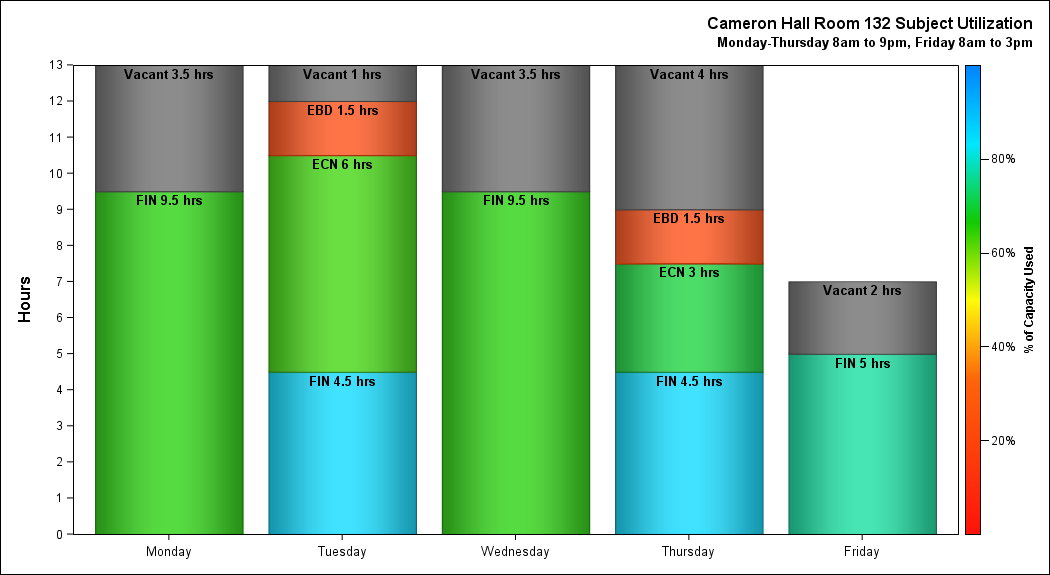 Cameron Hall Room 132 Subject Utilization
Monday-Thursday 8am to 9pm, Friday 8am to 3pm
Hours
13
12
11
10
9
8
7
6
5
4
3
2
1
0
Vacant 3.5 hrs
FIN 9.5 hrs
Vacant 1 hrs
EBD 1.5 hrs
ECN 6 hrs
FIN 4.5 hrs
Vacant 3.5 hrs
FIN 9.5 hrs
Vacant 4 hrs
EBD 1.5 hrs
ECN 3 hrs
FIN 4.5 hrs
Vacant 2 hrs
FIN 5 hrs
Monday
Tuesday
Wednesday
Thursday
Friday
80%
60%
40%
20%
% of Capacity Used